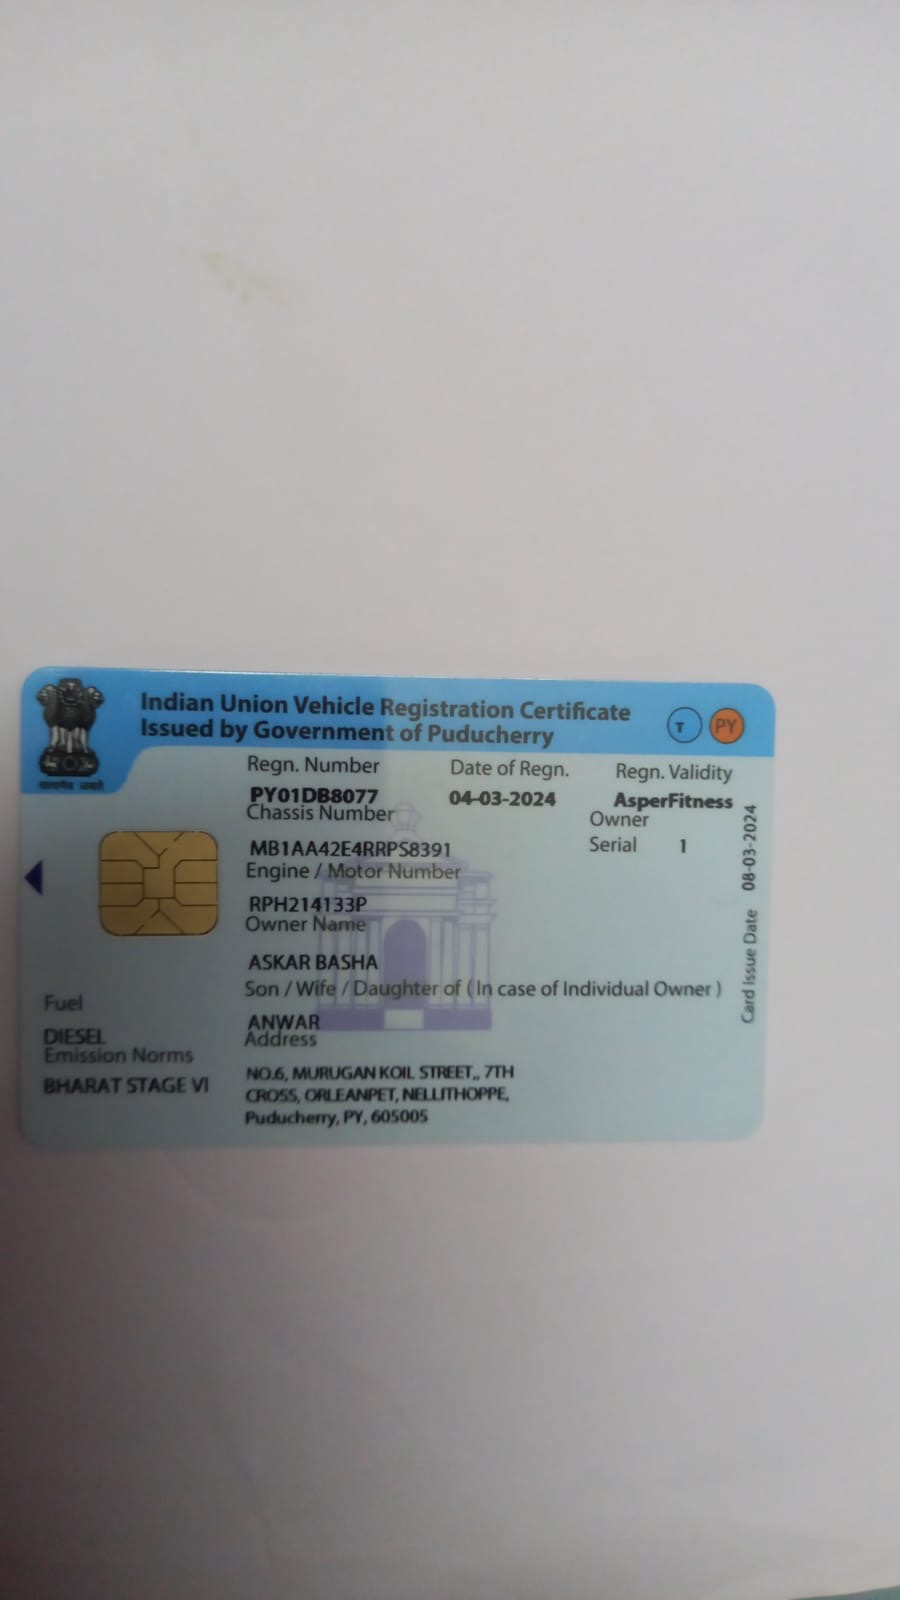 Indian Union Vehicle Registration Certificate
Issued by Government of Puducherry
T PY
Regn. Number Date of Regn. Regn. Validity
PY01DB8077 04-03-2024 AsperFitness
Chassis Number Owner
MB1AA42E4RRPS8391 Serial 1
Engine / Motor Number
RPH214133P
Owner Name
ASKAR BASHA
Son / Wife / Daughter of ( In case of Individual Owner )
ANWAR
Address
NO.6, MURUGAN KOIL STREET,, 7TH
CROSS, ORLEANPET, NELLITHOPPE,
Puducherry, PY, 605005
Fuel
DIESEL
Emission Norms
BHARAT STAGE VI
Card Issue Date 08-03-2024
सत्यमेव जयते